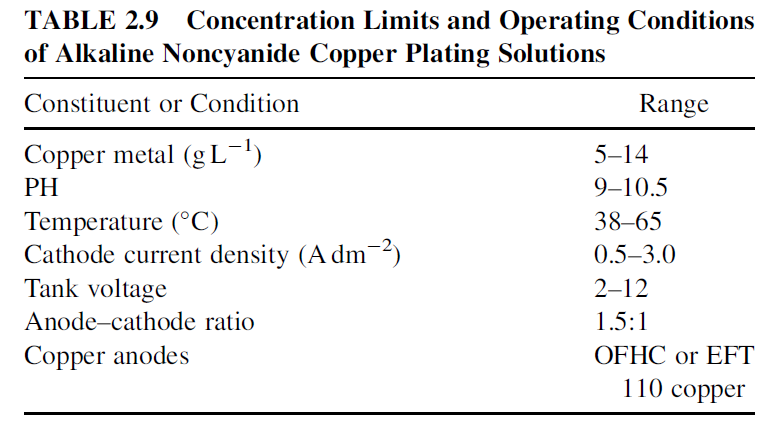 TABLE 2.9 Concentration Limits and Operating Conditions
of Alkaline Noncyanide Copper Plating Solutions
Constituent or Condition Range
Copper metal (g L⁻¹) 5–14
PH 9–10.5
Temperature (°C) 38–65
Cathode current density (A dm⁻²) 0.5–3.0
Tank voltage 2–12
Anode–cathode ratio 1.5:1
Copper anodes OFHC or EFT
110 copper